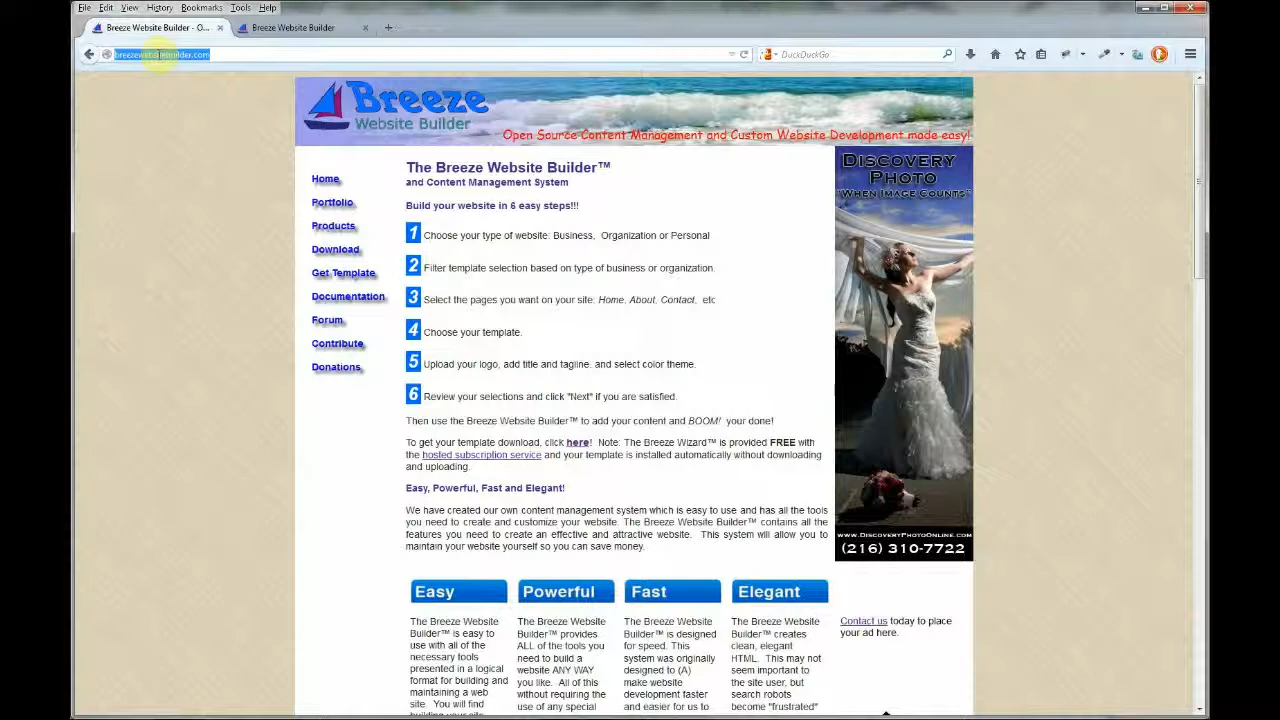 File Edit View History Bookmarks Tools Help
Breeze Website Builder - O... × Breeze Website Builder ×
breezewebsitebuilder.com
DuckDuckGo
Breeze
Website Builder
Open Source Content Management and Custom Website Development made easy!
Home
Portfolio
Products
Download
Get Template
Documentation
Forum
Contribute
Donations
The Breeze Website Builder™
and Content Management System
Build your website in 6 easy steps!!!
1 Choose your type of website: Business, Organization or Personal
2 Filter template selection based on type of business or organization.
3 Select the pages you want on your site: Home, About, Contact, etc
4 Choose your template.
5 Upload your logo, add title and tagline. and select color theme.
6 Review your selections and click "Next" if you are satisfied.
Then use the Breeze Website Builder™ to add your content and BOOM! your done!
To get your template download, click here! Note: The Breeze Wizard™ is provided FREE with
the hosted subscription service and your template is installed automatically without downloading
and uploading.
Easy, Powerful, Fast and Elegant!
We have created our own content management system which is easy to use and has all the tools
you need to create and customize your website. The Breeze Website Builder™ contains all the
features you need to create an effective and attractive website. This system will allow you to
maintain your website yourself so you can save money.
Easy
The Breeze Website
Builder™ is easy to
use with all of the
necessary tools
presented in a logical
format for building and
maintaining a web
site. You will find
Powerful
The Breeze Website
Builder™ provides
ALL of the tools you
need to build a
website ANY WAY
you like. All of this
without requiring the
use of any special
Fast
The Breeze Website
Builder™ is designed
for speed. This
system was originally
designed to (A)
make website
development faster
and easier for us to
Elegant
The Breeze Website
Builder™ creates
clean, elegant
HTML. This may not
seem important to
the site user, but
search robots
become "frustrated"
DISCOVERY
PHOTO
"WHEN IMAGE COUNTS"
WWW.DISCOVERYPHOTOONLINE.COM
(216) 310-7722
Contact us today to place
your ad here.